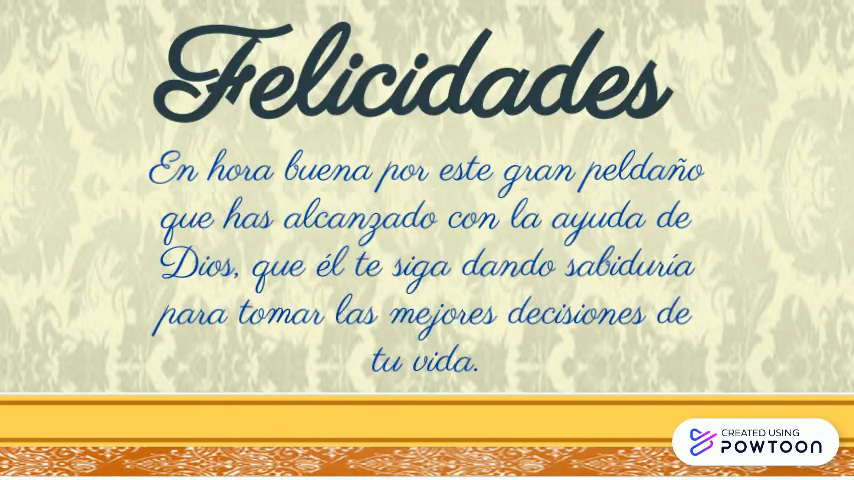 Felicidades
En hora buena por este gran peldaño
que has alcanzado con la ayuda de
Dios, que él te siga dando sabiduría
para tomar las mejores decisiones de
tu vida.
CREATED USING
POWTOON